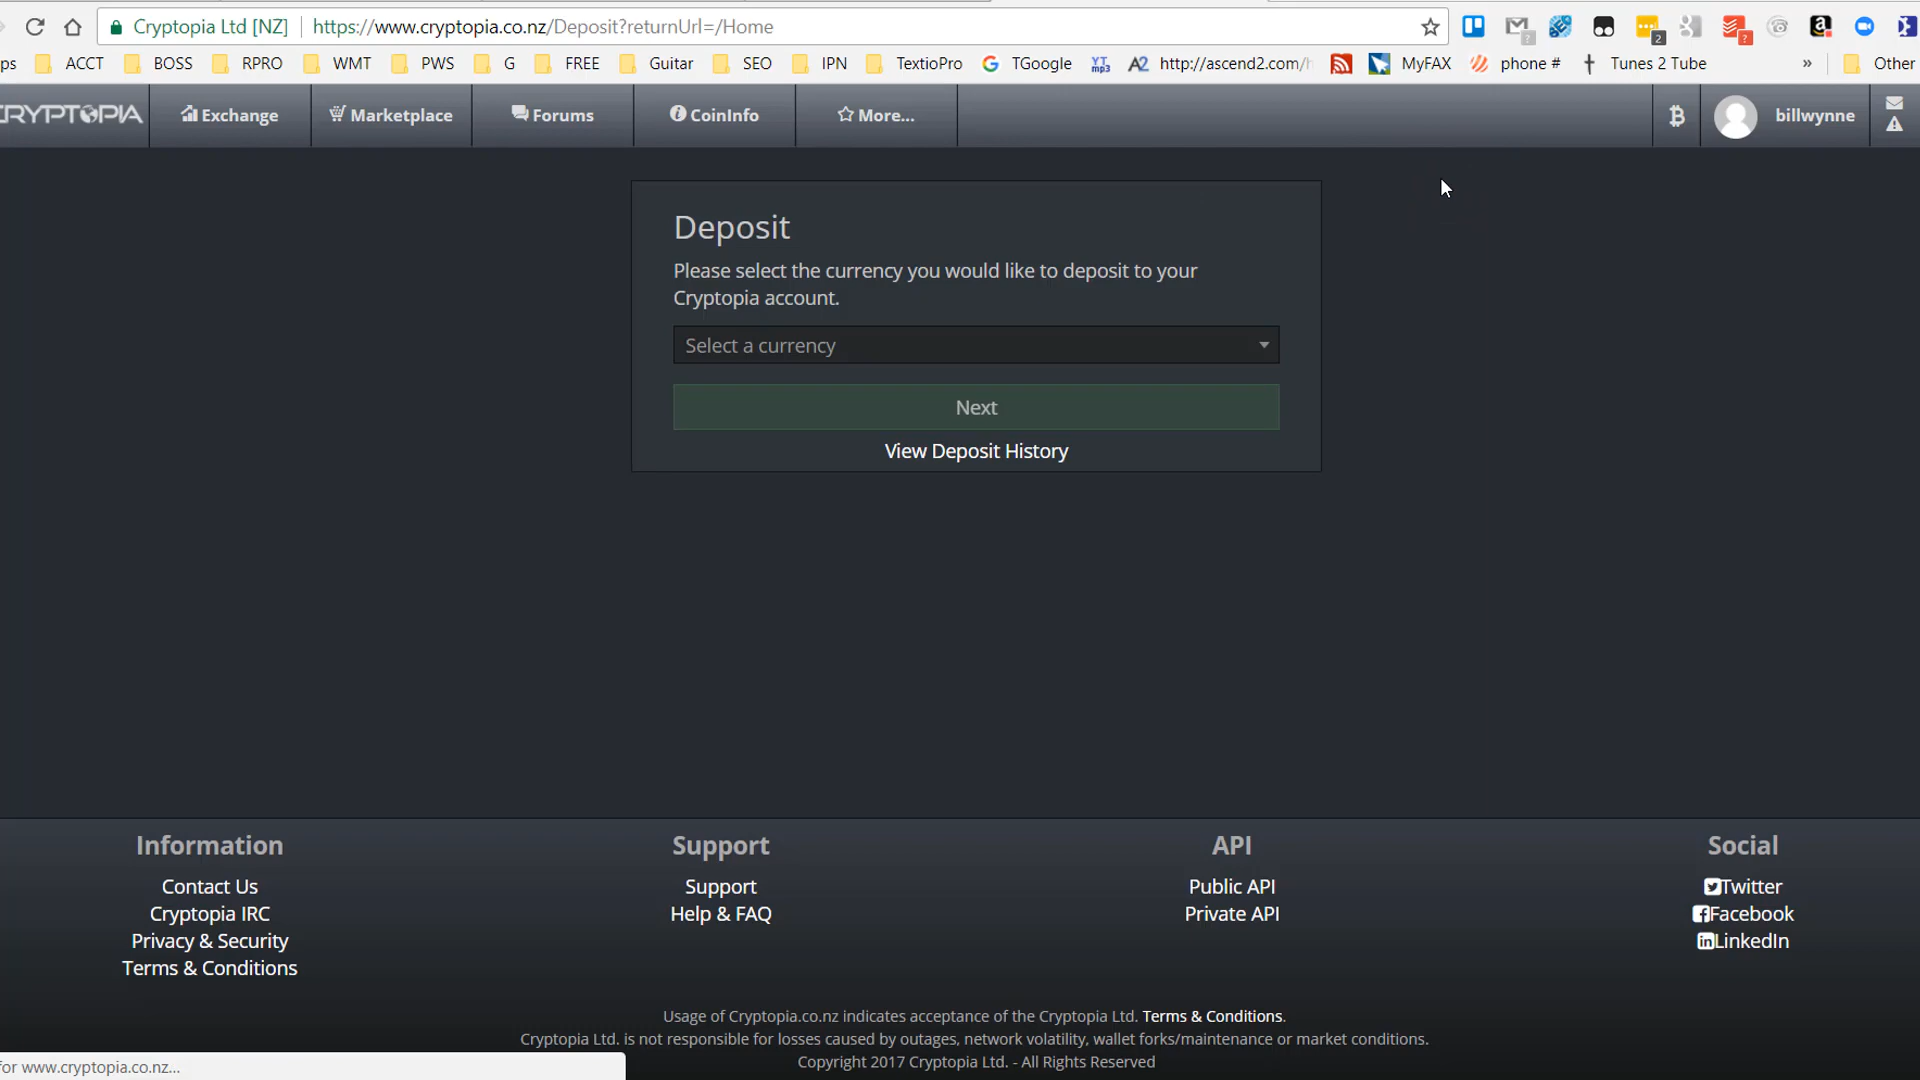 Cryptopia Ltd [NZ] https://www.cryptopia.co.nz/Deposit?returnUrl=/Home
ps ACCT BOSS RPRO WMT PWS G FREE Guitar SEO IPN TextioPro TGoogle http://ascend2.com/h MyFAX phone # Tunes 2 Tube » Other
CRYPTOPIA Exchange Marketplace Forums CoinInfo More... billwynne
Deposit
Please select the currency you would like to deposit to your
Cryptopia account.
Select a currency
Next
View Deposit History
Information Support API Social
Contact Us Support Public API Twitter
Cryptopia IRC Help & FAQ Private API Facebook
Privacy & Security LinkedIn
Terms & Conditions
Usage of Cryptopia.co.nz indicates acceptance of the Cryptopia Ltd. Terms & Conditions.
Cryptopia Ltd. is not responsible for losses caused by outages, network volatility, wallet forks/maintenance or market conditions.
Copyright 2017 Cryptopia Ltd. - All Rights Reserved
for www.cryptopia.co.nz...